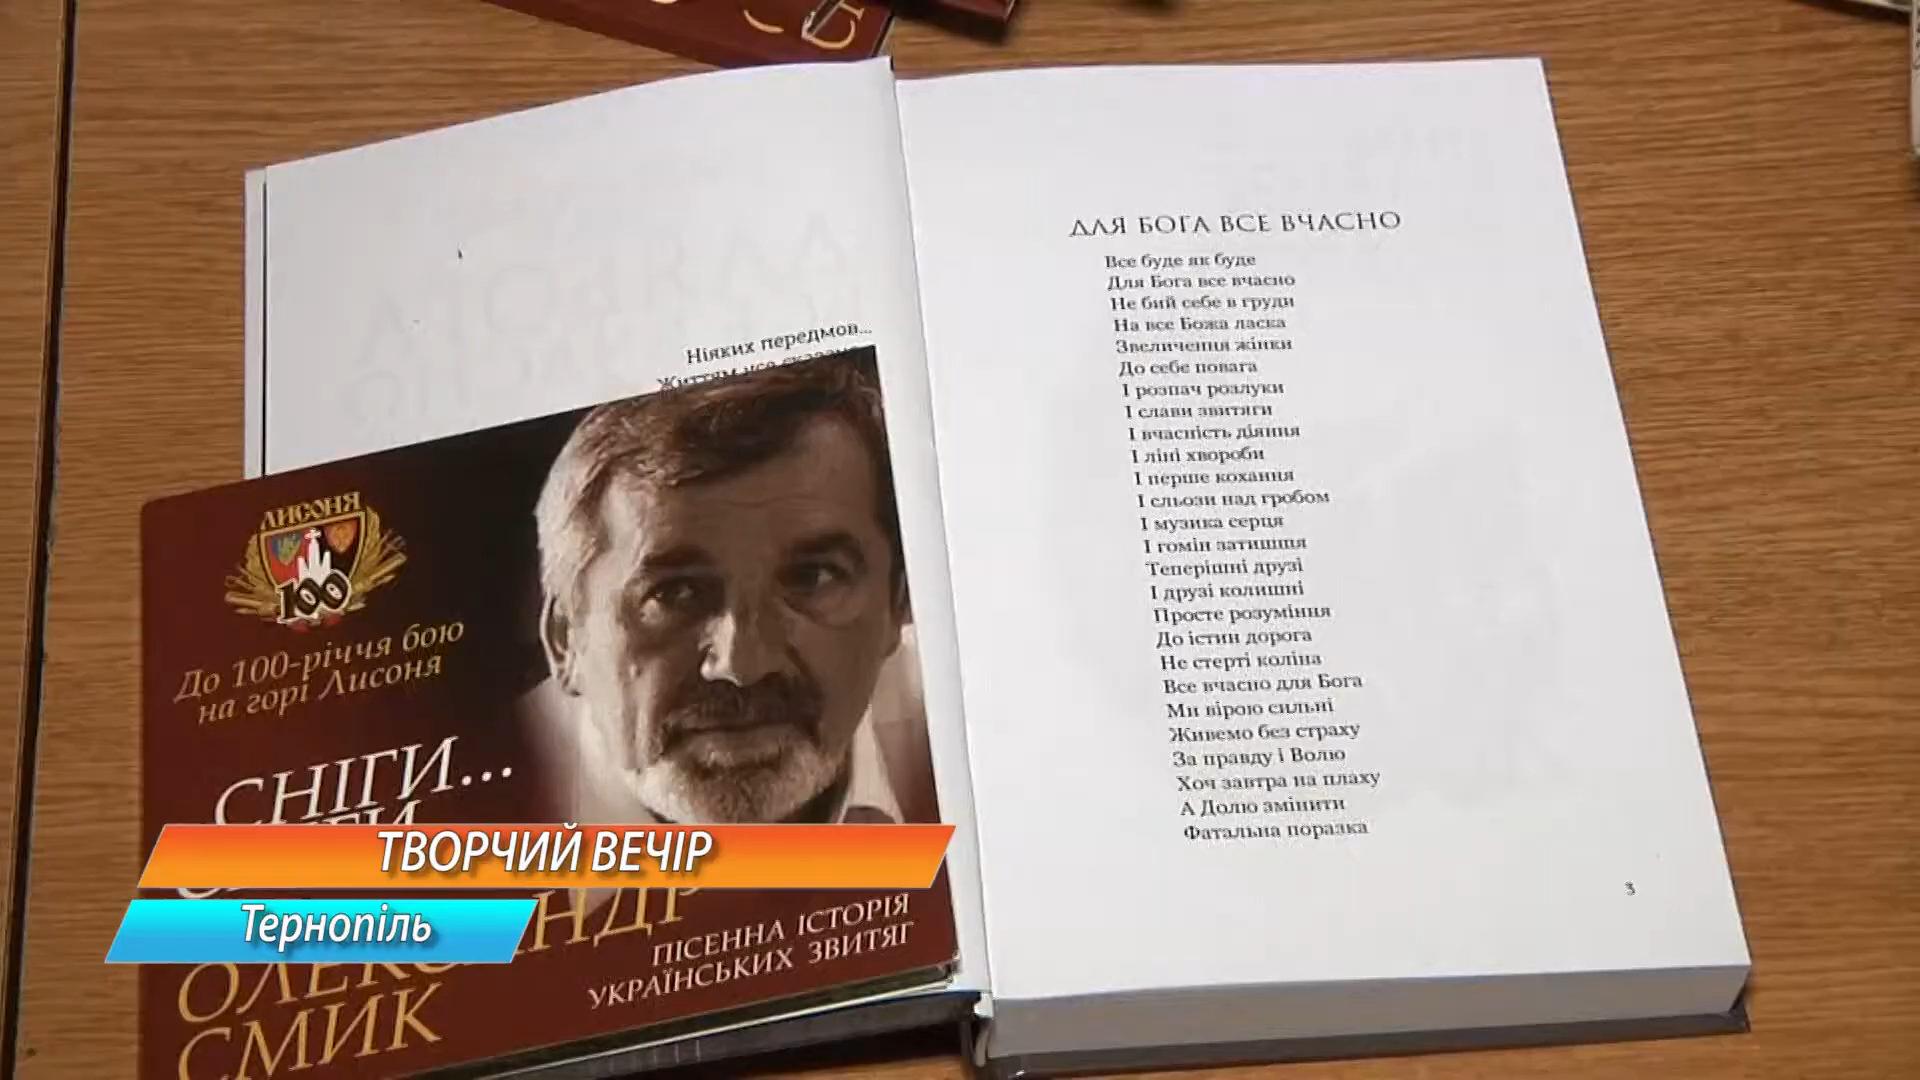 Ніяких передмов...
Життям усе сказано
ДЛЯ БОГА ВСЕ ВЧАСНО
Все буде як буде
Для Бога все вчасно
Не бий себе в груди
На все Божа ласка
Звеличення жінки
До себе повага
І розпач розлуки
І слави звитяги
І вчасність діяння
І ліні хвороби
І перше кохання
І сльози над гробом
І музика серця
І гомін затишшя
Теперішні друзі
І друзі колишні
Просте розуміння
До істин дорога
Не стерті коліна
Все вчасно для Бога
Ми вірою сильні
Живемо без страху
За правду і Волю
Хоч завтра на плаху
А Долю змінити
Фатальна поразка
3
ЛИСОНЯ
100
До 100-річчя бою
на горі Лисоня
СНІГИ...
ОЛЕКСАНДР
СМИК
ПІСЕННА ІСТОРІЯ
УКРАЇНСЬКИХ ЗВИТЯГ
ТВОРЧИЙ ВЕЧІР
Тернопіль